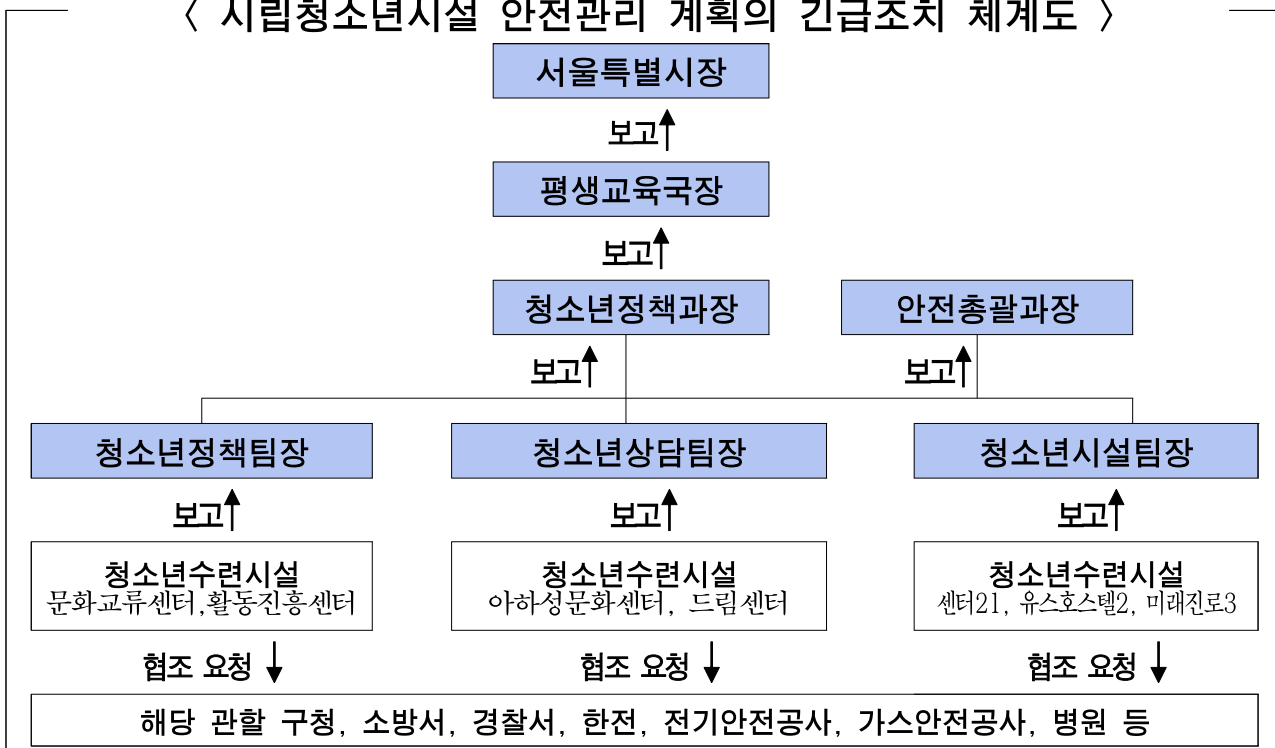 〈 시립청소년시설 안전관리 계획의 긴급조치 체계도 〉
서울특별시장
보고
평생교육국장
보고
청소년정책과장
안전총괄과장
보고
보고
청소년정책팀장
청소년상담팀장
청소년시설팀장
보고
보고
보고
청소년수련시설
문화교류센터,활동진흥센터
청소년수련시설
아하성문화센터, 드림센터
청소년수련시설
센터21, 유스호스텔2, 미래진로3
협조 요청
협조 요청
협조 요청
해당 관할 구청, 소방서, 경찰서, 한전, 전기안전공사, 가스안전공사, 병원 등